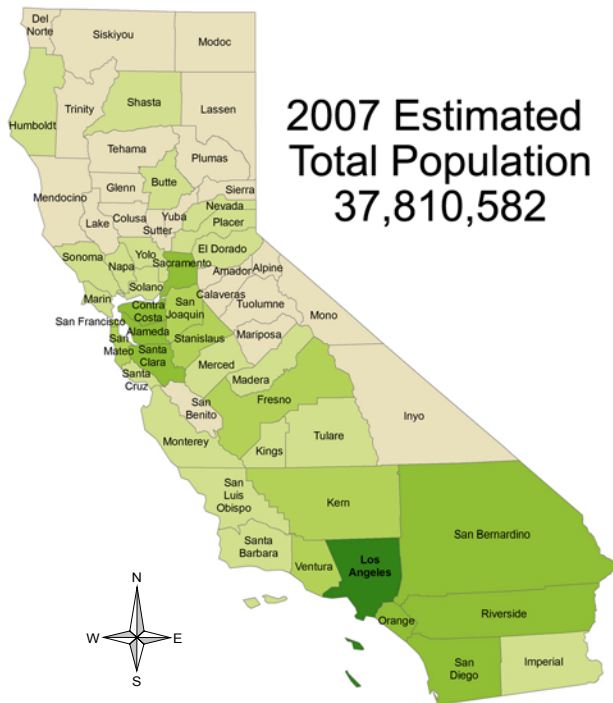 Del
Norte
Siskiyou
Modoc
Trinity
Shasta
Lassen
Humboldt
2007 Estimated
Total Population
37,810,582
Tehama
Plumas
Glenn
Butte
Mendocino
Sierra
Lake
Colusa
Yuba
Sutter
Nevada
Placer
El Dorado
Sonoma
Napa
Yolo
Sacramento
Amador
Alpine
Solano
Marin
Calaveras
Tuolumne
Mono
San Francisco
Contra
Costa
San
Joaquin
Alameda
Stanislaus
Mariposa
San
Mateo
Santa
Clara
Santa
Cruz
Merced
Madera
San
Benito
Fresno
Inyo
Monterey
Kings
Tulare
San
Luis
Obispo
Kern
San Bernardino
Santa
Barbara
Ventura
Los
Angeles
Orange
Riverside
San
Diego
Imperial
N
W
E
S